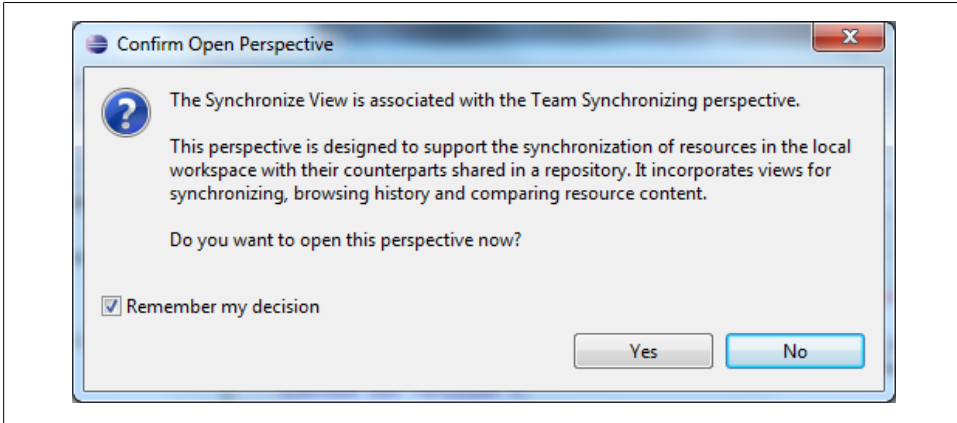 Confirm Open Perspective
The Synchronize View is associated with the Team Synchronizing perspective.
This perspective is designed to support the synchronization of resources in the local
workspace with their counterparts shared in a repository. It incorporates views for
synchronizing, browsing history and comparing resource content.
Do you want to open this perspective now?
Remember my decision
Yes
No